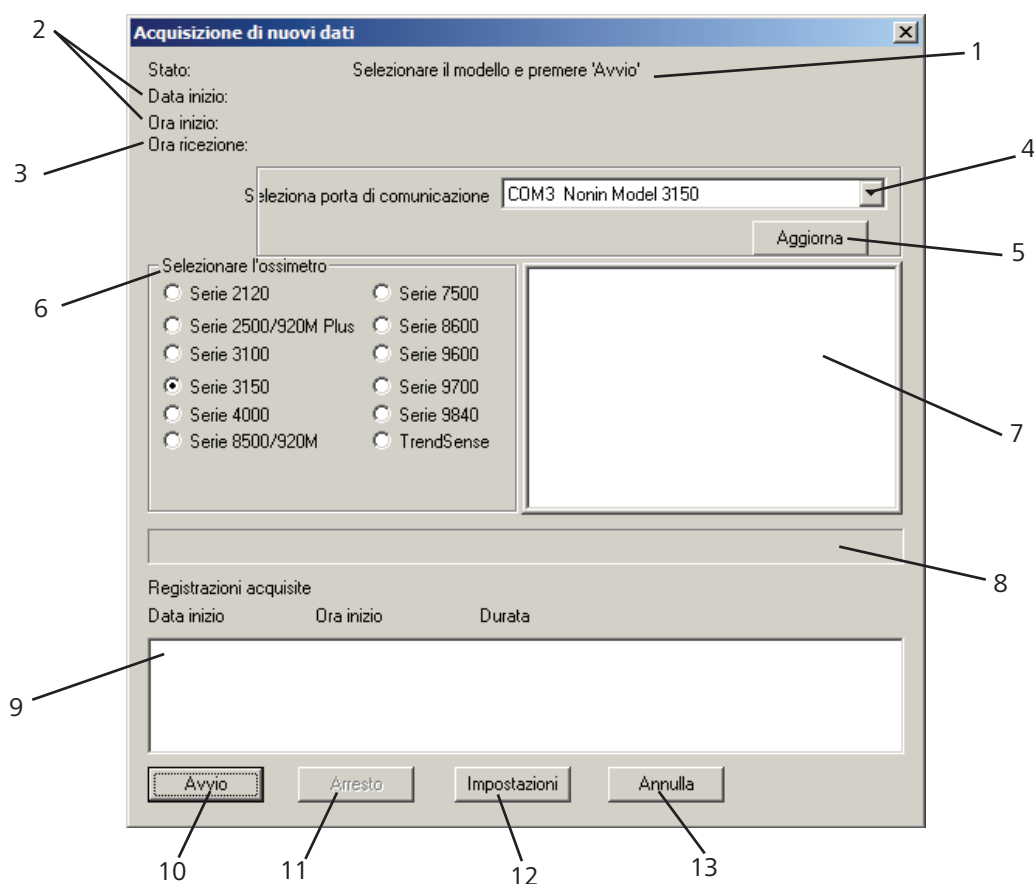 2
Acquisizione di nuovi dati
1
Stato: Selezionare il modello e premere 'Avvio'
Data inizio:
Ora inizio:
3
Ora ricezione:
4
Seleziona porta di comunicazione COM3 Nonin Model 3150
Aggiorna
5
6
Selezionare l'ossimetro
Serie 2120 Serie 7500
Serie 2500/920M Plus Serie 8600
Serie 3100 Serie 9600
Serie 3150 Serie 9700
Serie 4000 Serie 9840
Serie 8500/920M TrendSense
7
8
Registrazioni acquisite
Data inizio Ora inizio Durata
9
Avvio Arresto Impostazioni Annulla
10 11 12 13